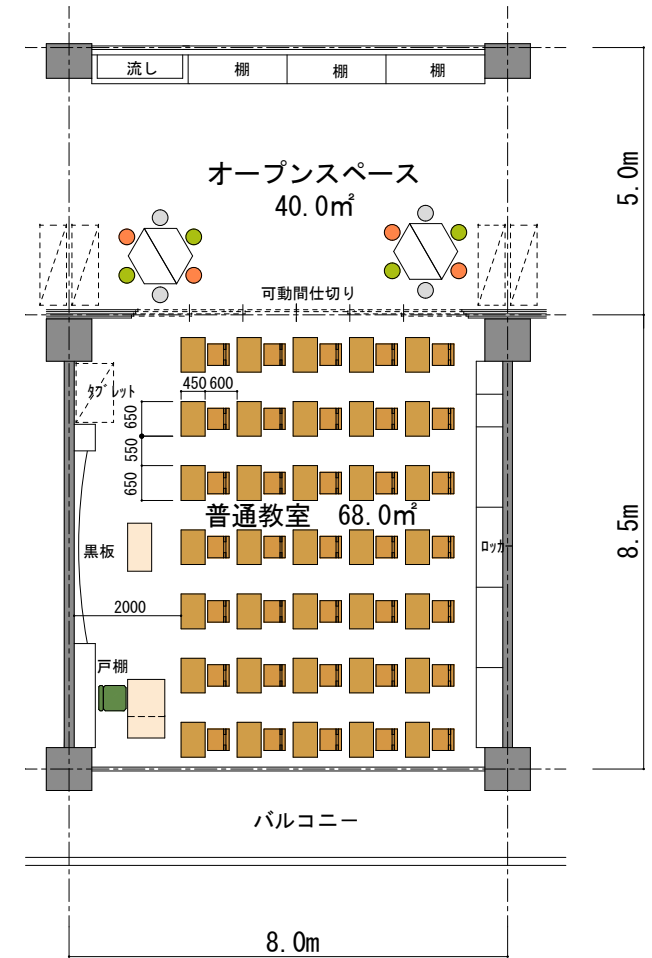 流し
棚
棚
棚
オープンスペース
40.0㎡
5.0m
可動間仕切り
タブレット
450
600
650
550
650
普通教室 68.0㎡
黒板
ロッカー
8.5m
2000
戸棚
バルコニー
8.0m